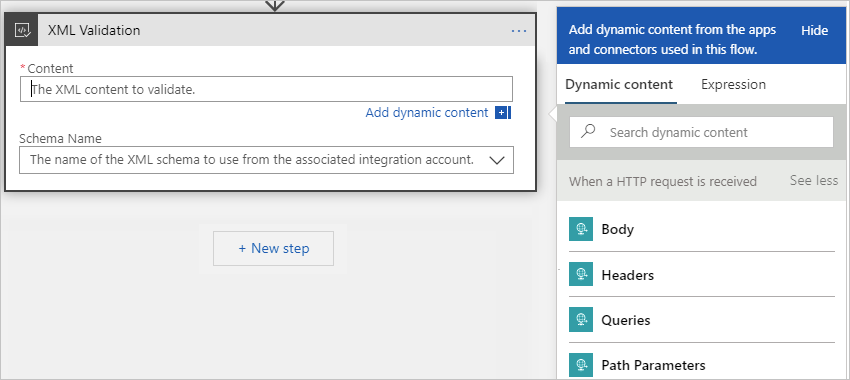 XML Validation
* Content
The XML content to validate.
Add dynamic content
Schema Name
The name of the XML schema to use from the associated integration account.
+ New step
Add dynamic content from the apps
and connectors used in this flow.
Hide
Dynamic content
Expression
Search dynamic content
When a HTTP request is received
See less
Body
Headers
Queries
Path Parameters